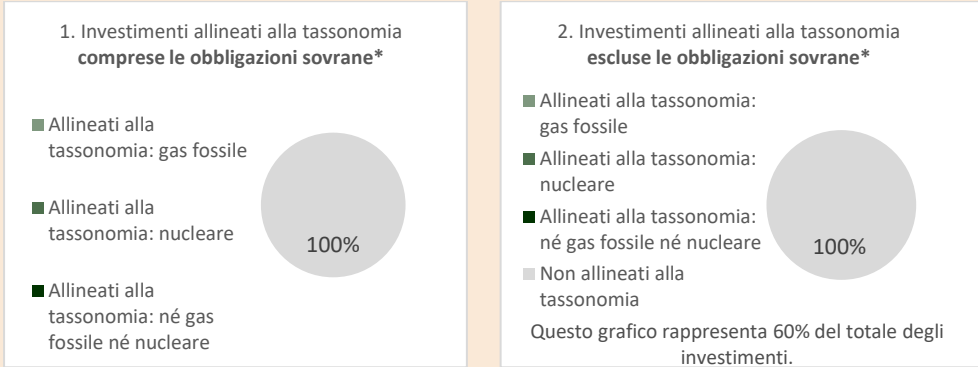 1. Investimenti allineati alla tassonomia
comprese le obbligazioni sovrane*
Allineati alla
tassonomia: gas fossile
Allineati alla
tassonomia: nucleare
Allineati alla
tassonomia: né gas
fossile né nucleare
100%
2. Investimenti allineati alla tassonomia
escluse le obbligazioni sovrane*
Allineati alla tassonomia:
gas fossile
Allineati alla tassonomia:
nucleare
Allineati alla tassonomia:
né gas fossile né nucleare
Non allineati alla
tassonomia
100%
Questo grafico rappresenta 60% del totale degli
investimenti.